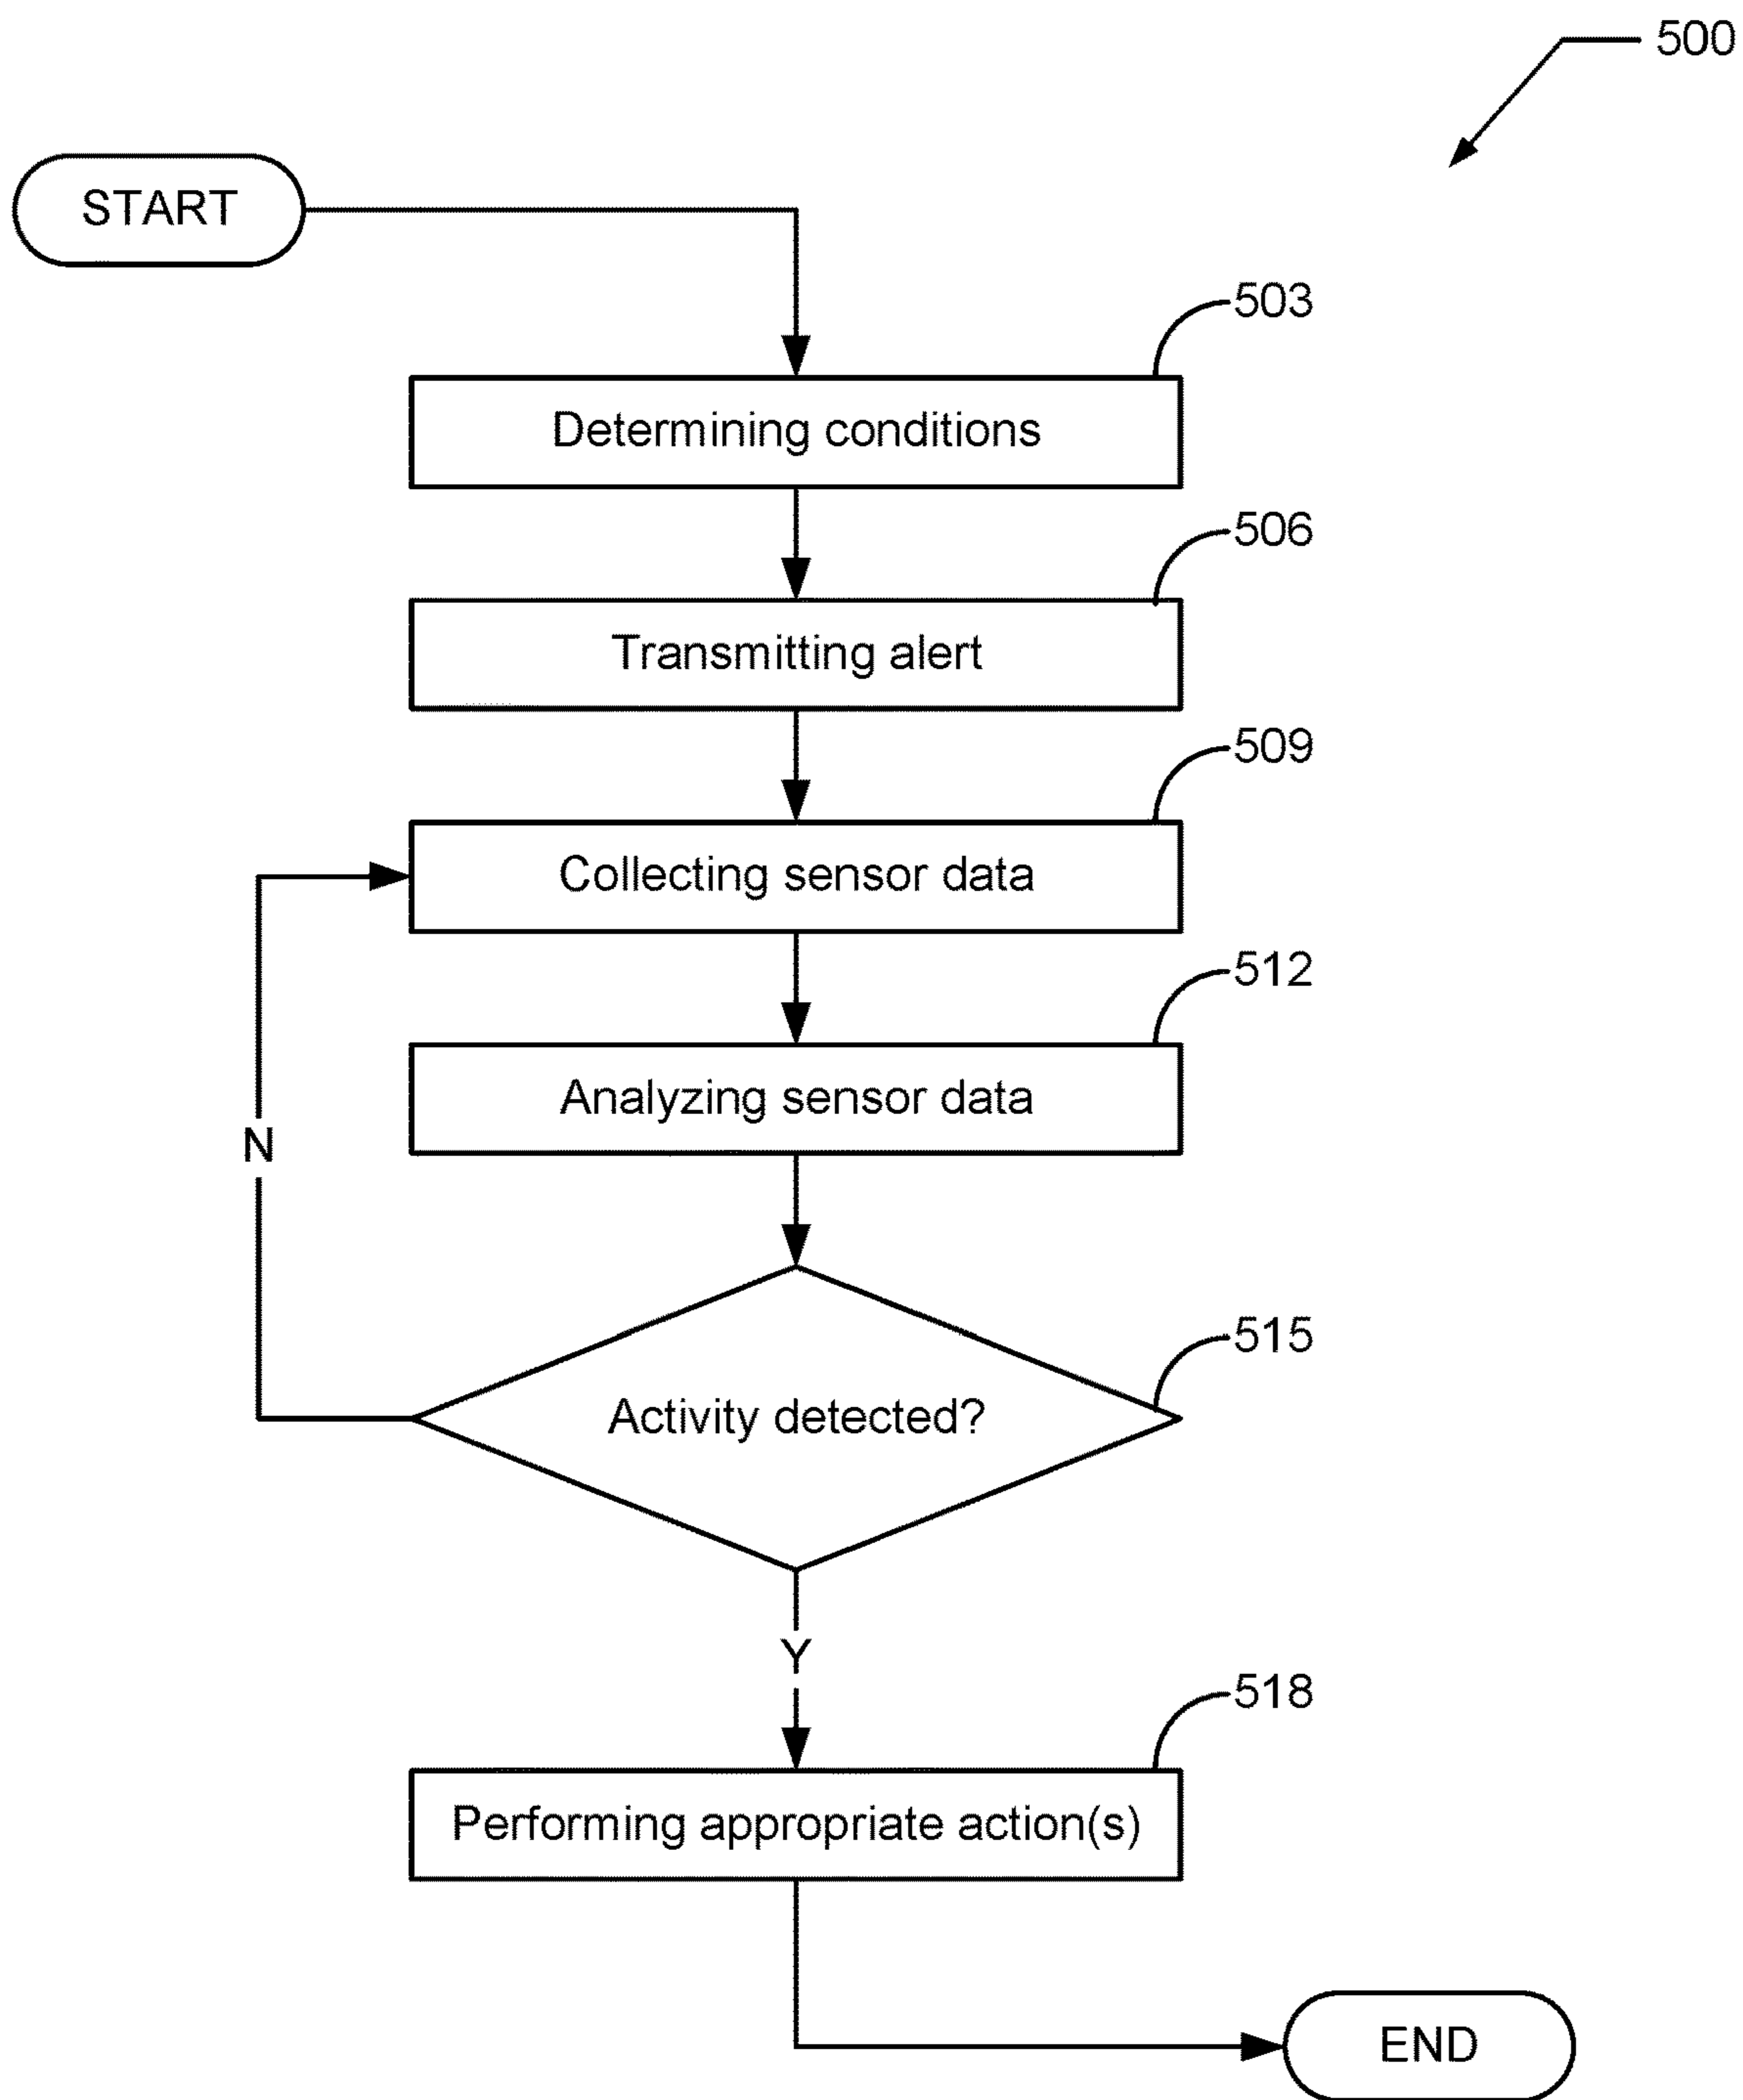 500
START
503
Determining conditions
506
Transmitting alert
509
Collecting sensor data
512
Analyzing sensor data
N
515
Activity detected?
Y
518
Performing appropriate action(s)
END